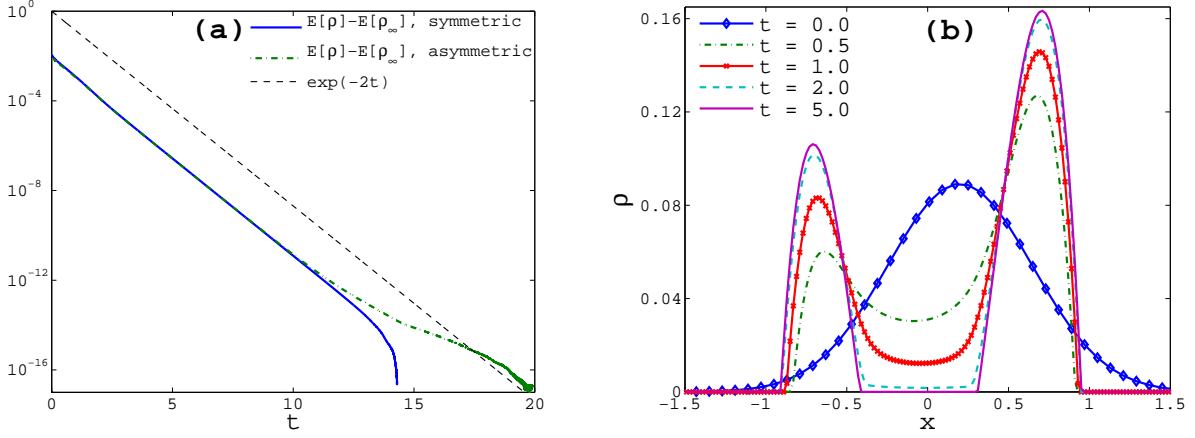 (a)
E[ρ]−E[ρ∞], symmetric
E[ρ]−E[ρ∞], asymmetric
exp(−2t)
10^0
10^−4
10^−8
10^−12
10^−16
0
5
10
15
20
t
(b)
t = 0.0
t = 0.5
t = 1.0
t = 2.0
t = 5.0
0.16
0.12
0.08
0.04
0
ρ
−1.5
−1
−0.5
0
0.5
1
1.5
x